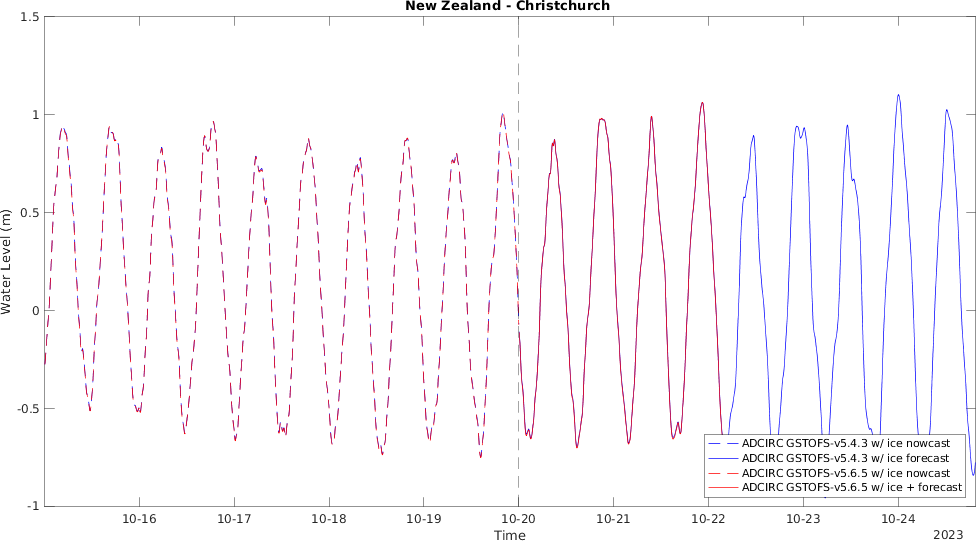 New Zealand - Christchurch
1.5
1
0.5
0
-0.5
-1
Water Level (m)
10-16
10-17
10-18
10-19
10-20
10-21
10-22
10-23
10-24
Time
2023
ADCIRC GSTOFS-v5.4.3 w/ ice nowcast
ADCIRC GSTOFS-v5.4.3 w/ ice forecast
ADCIRC GSTOFS-v5.6.5 w/ ice nowcast
ADCIRC GSTOFS-v5.6.5 w/ ice + forecast